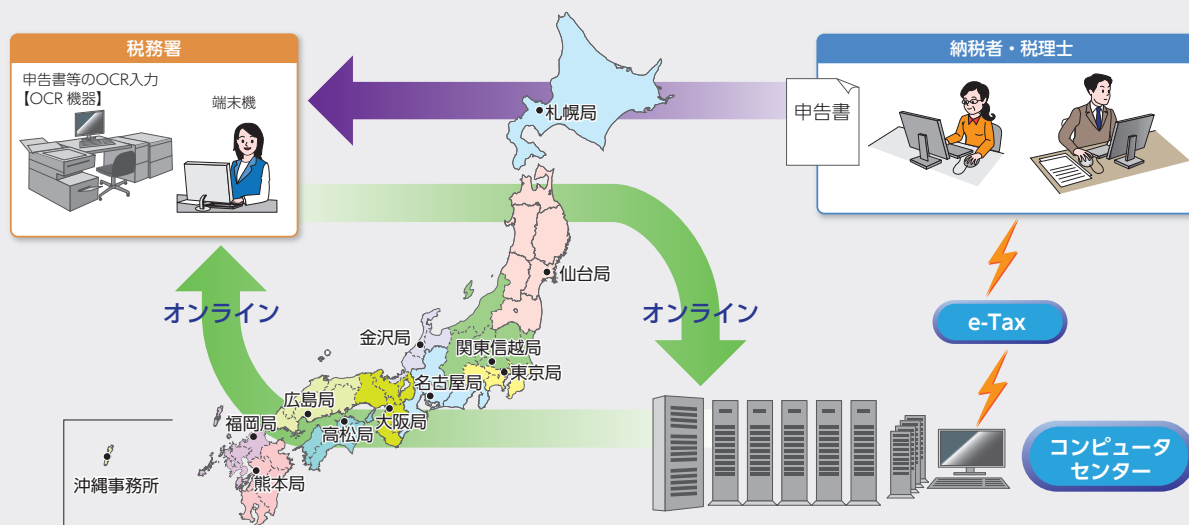 税務署
申告書等のOCR入力
【OCR 機器】
端末機
納税者・税理士
申告書
札幌局
仙台局
オンライン
オンライン
e-Tax
金沢局
関東信越局
東京局
名古屋局
広島局
大阪局
福岡局
高松局
熊本局
沖縄事務所
コンピュータ
センター